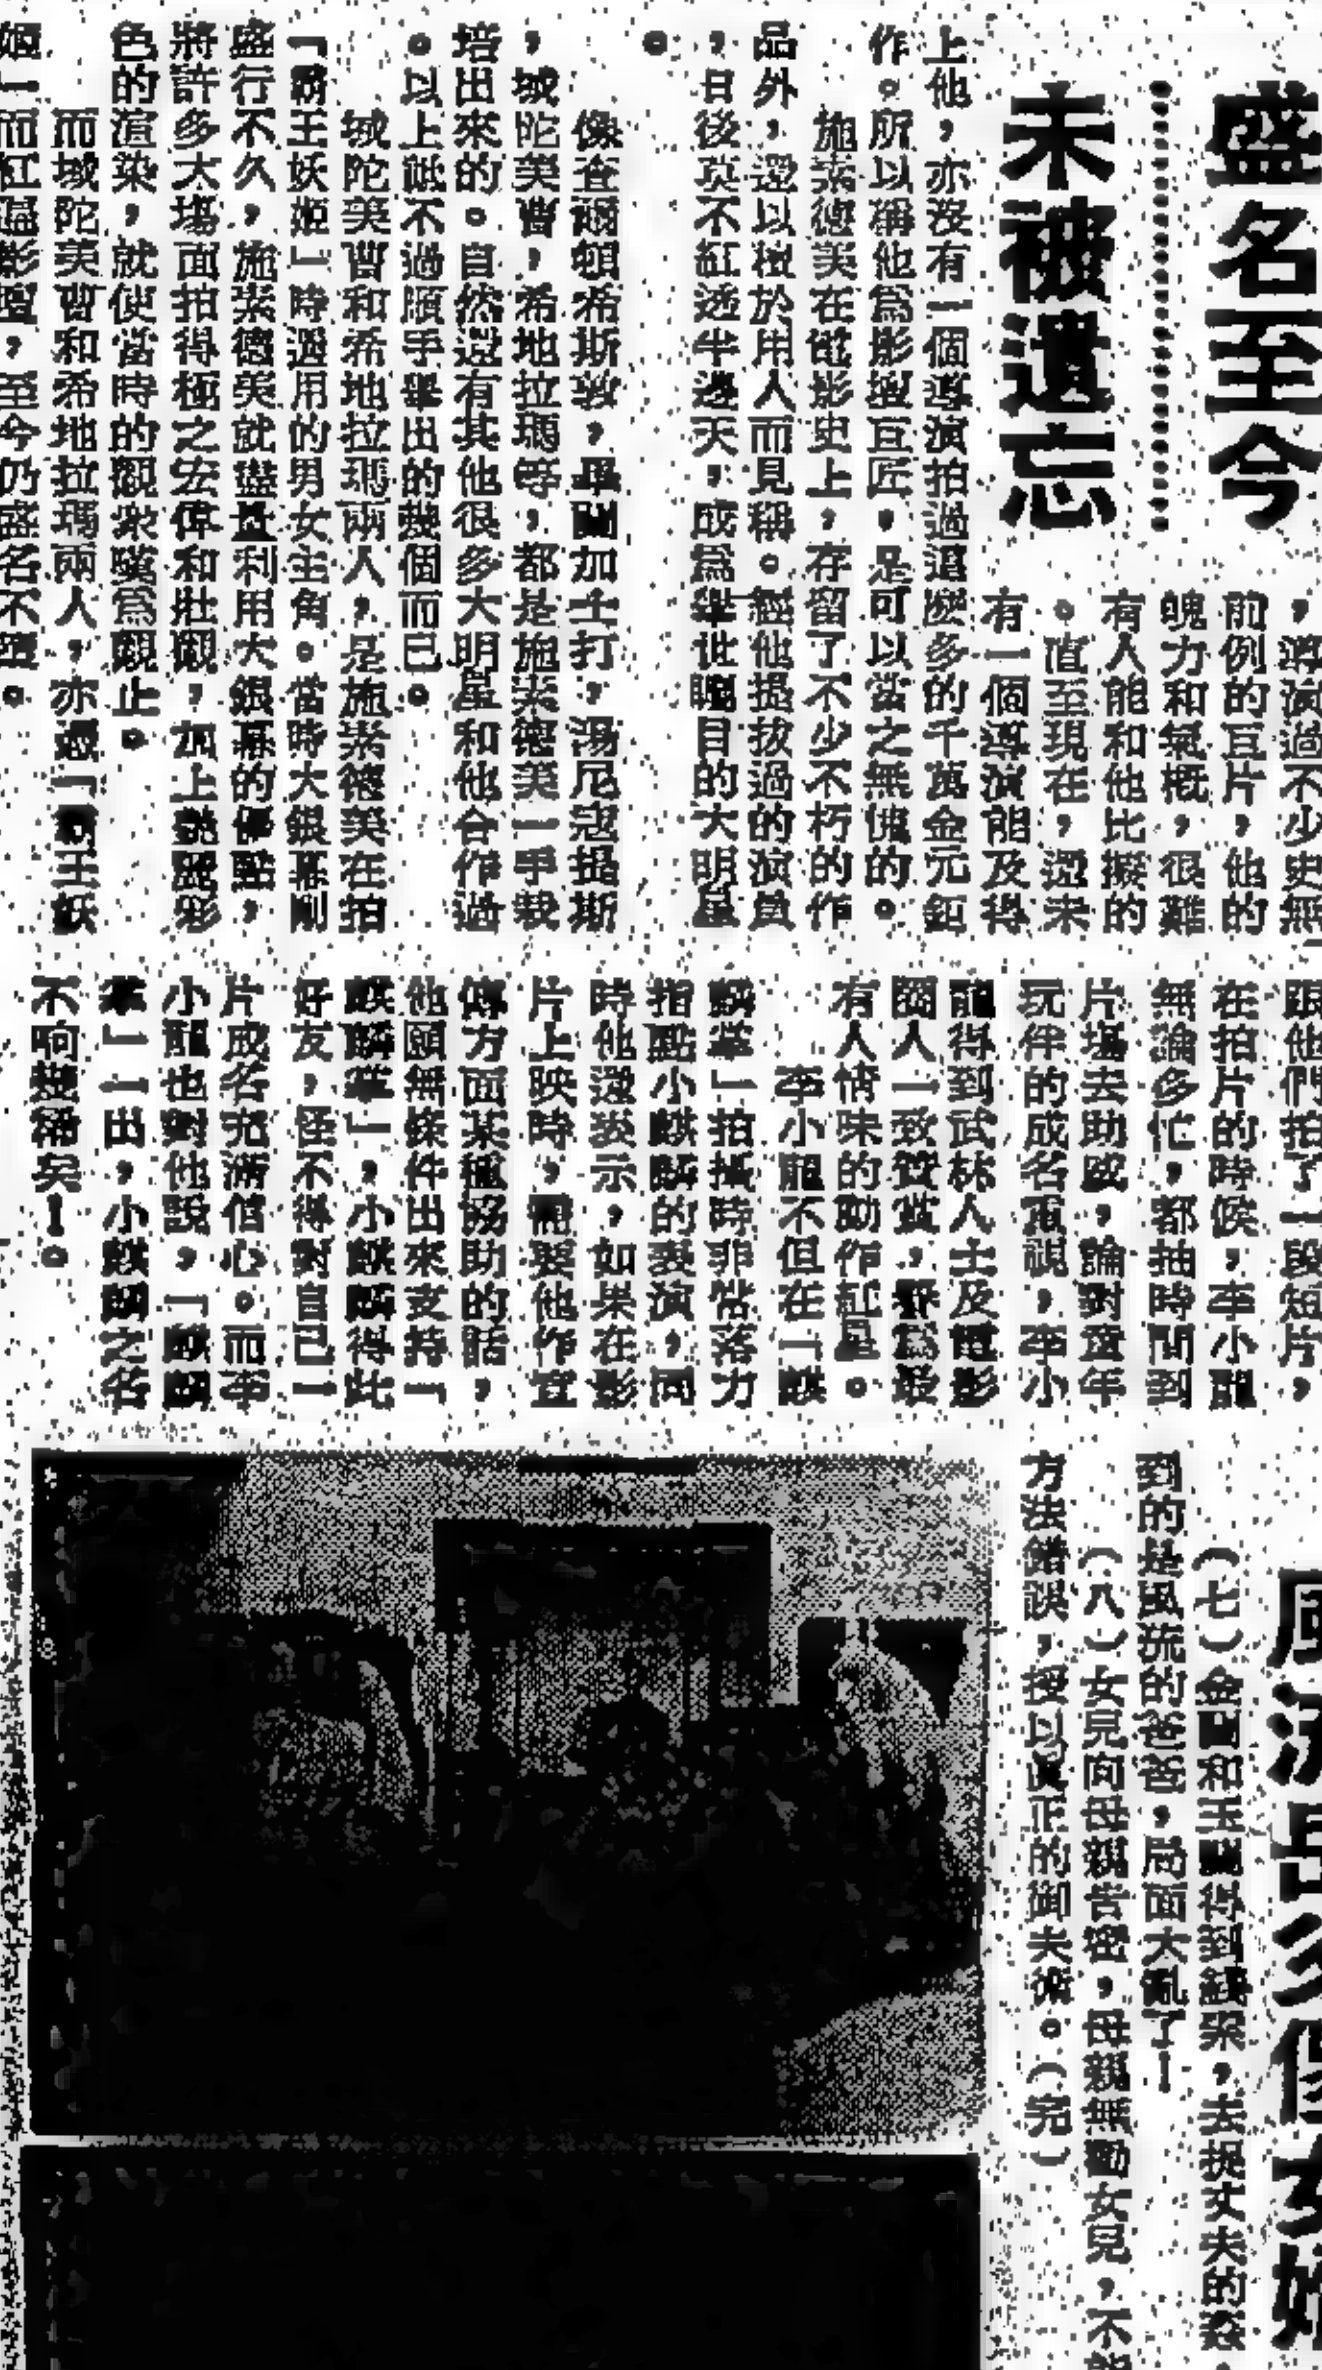 盛名至今
未被遺忘
，導演過不少史無
前例的巨片，他的
魄力和氣概，很難
有人能和他比擬的
。直至現在，還未
有一個導演能及得
上他，亦沒有一個導演拍過這麼多的千萬金元鉅
作。所以稱他爲影壇巨匠，是可以當之無愧的。
施素德美在電影史上，存留了不少不朽的作
品外，還以擅於用人而見稱。經他提拔過的演員
，日後莫不紅透半邊天，成爲舉世矚目的大明星
。
像查爾頓希斯敦，畢蘭加士打，湯尼寇提斯
，域陀美曹，希地拉瑪等，都是施素德美一手栽
培出來的。自然還有其他很多大明星和他合作過
。以上祗不過順手舉出的幾個而已。
域陀美曹和希地拉瑪兩人，是施素德美在拍
「霸王妖姬」時選用的男女主角。當時大銀幕剛
盛行不久，施素德美就盡量利用大銀幕的優點，
將許多大塲面拍得極之宏偉和壯觀，加上艷麗彩
色的渲染，就使當時的觀衆嘆爲觀止。
而域陀美曹和希地拉瑪兩人，亦憑「霸王妖
姬」而紅遍影壇，至今仍盛名不墮。
跟他們拍了一段短片，
在拍片的時候，李小龍
無論多忙，都抽時間到
片塲去助威，論對童年
玩伴的成名重視，李小
龍得到武林人士及電影
圈人一致贊賞，譽爲最
有人情味的動作紅星。
李小龍不但在「麒
麟掌」拍攝時非常落力
指點小麒麟的表演，同
時他還表示，如果在影
片上映時，需要他作宣
傳方面某種協助的話，
他願無條件出來支持「
麒麟掌」，小麒麟得此
好友，怪不得對自己一
片成名充滿信心。而李
小龍也對他說，「麒麟
掌」一出，小麒麟之名
不响遍稀矣！。
（七）金蘭和玉蘭得到綫索，去捉丈夫的姦，
到的是風流的爸爸，局面大亂了！
（八）女兒向母親告密，母親無勸女兒，不能
方法錯誤，授以眞正的御夫術。（完）